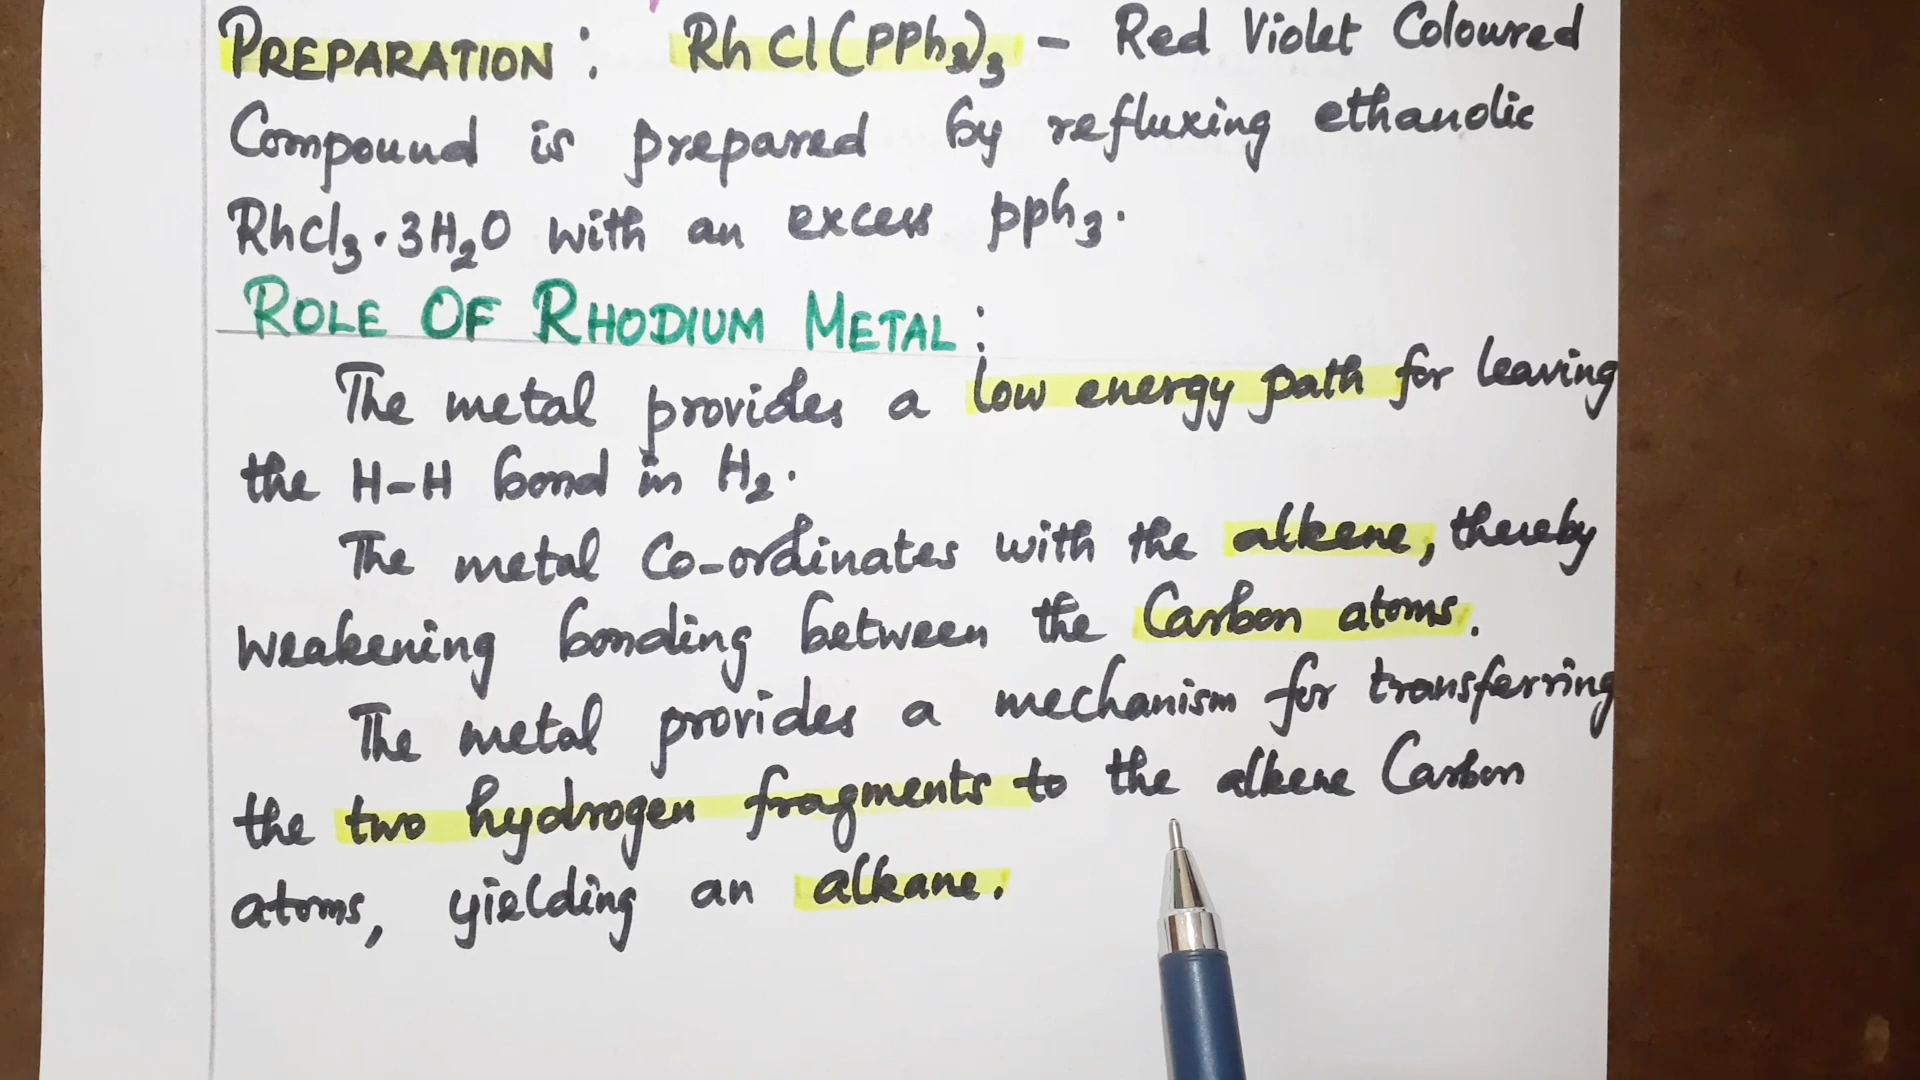 PREPARATION: RhCl(PPh₃)₃ - Red Violet Coloured
Compound is prepared by refluxing ethanolic
RhCl₃·3H₂O with an excess pph₃.
ROLE OF RHODIUM METAL:
The metal provides a low energy path for leaving
the H-H bond in H₂.
The metal Co-ordinates with the alkene, thereby
weakening bonding between the Carbon atoms.
The metal provides a mechanism for transferring
the two hydrogen fragments to the alkene Carbon
atoms, yielding an alkane.